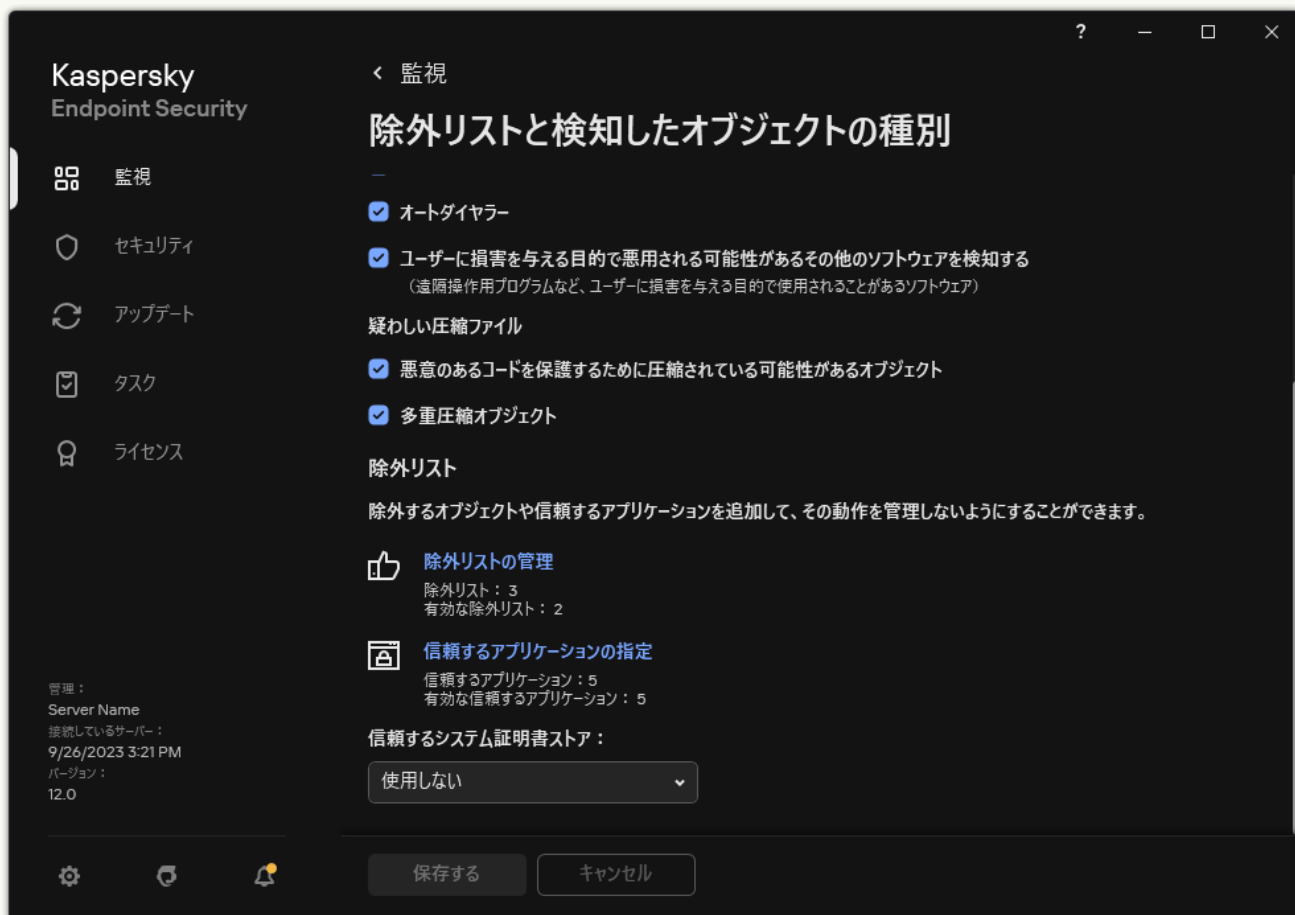 ?
Kaspersky
Endpoint Security
監視
セキュリティ
アップデート
タスク
ライセンス
管理：
Server Name
接続しているサーバー：
9/26/2023 3:21 PM
バージョン：
12.0
監視
除外リストと検知したオブジェクトの種別
オートダイヤラー
ユーザーに損害を与える目的で悪用される可能性があるその他のソフトウェアを検知する
（遠隔操作用プログラムなど、ユーザーに損害を与える目的で使用されることがあるソフトウェア）
疑わしい圧縮ファイル
悪意のあるコードを保護するために圧縮されている可能性があるオブジェクト
多重圧縮オブジェクト
除外リスト
除外するオブジェクトや信頼するアプリケーションを追加して、その動作を管理しないようにすることができます。
除外リストの管理
除外リスト： 3
有効な除外リスト： 2
信頼するアプリケーションの指定
信頼するアプリケーション：5
有効な信頼するアプリケーション： 5
信頼するシステム証明書ストア：
使用しない
保存する
キャンセル